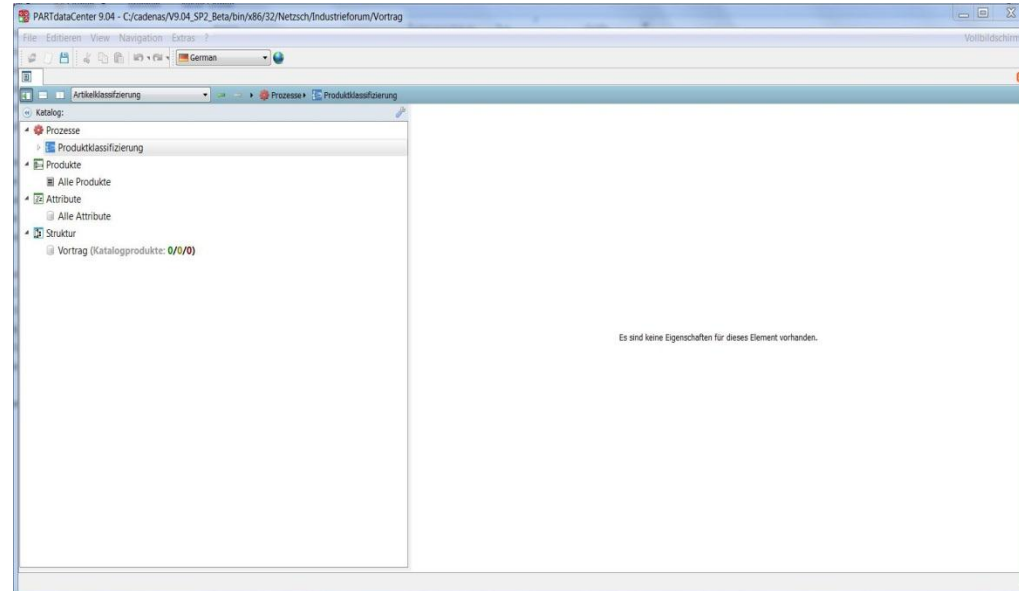 PARTdataCenter 9.04 - C:/cadenas/V9.04_SP2_Beta/bin/x86/32/Netzsch/Industrieforum/Vortrag
File Editieren View Navigation Extras ? Vollbildschirm
German
Artikelklassifzierung Prozesse Produktklassifizierung
Katalog:
Prozesse
Produktklassifizierung
Produkte
Alle Produkte
Attribute
Alle Attribute
Struktur
Vortrag (Katalogprodukte: 0/0/0)
Es sind keine Eigenschaften für dieses Element vorhanden.